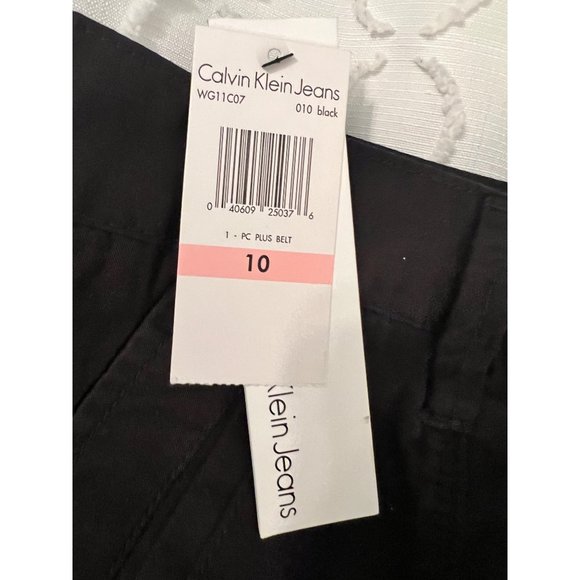 Calvin Klein Jeans
WG11C07 010 black
0 40609 25037 6
1 - PC PLUS BELT
10
Klein Jeans